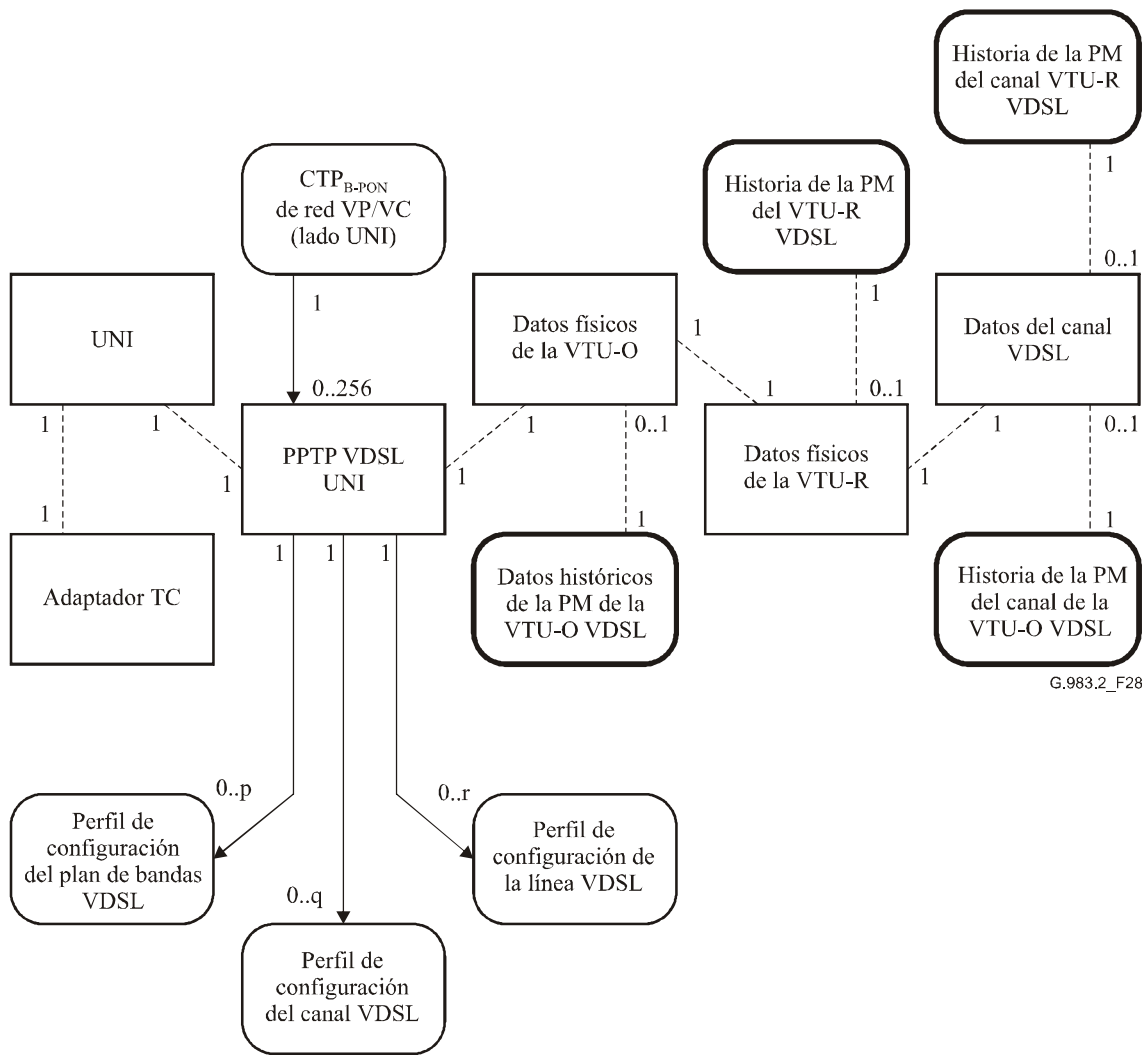 Historia de la PM
del canal VTU-R
VDSL
1
0..1
CTP_B-PON
de red VP/VC
(lado UNI)
1
0..256
Historia de la PM
del VTU-R
VDSL
1
0..1
UNI
1
1
1
1
Datos físicos
de la VTU-O
1
1
1
1
0..1
1
Datos del canal
VDSL
1
1
0..1
1
PPTP VDSL
UNI
1
1
1
Datos físicos
de la VTU-R
Adaptador TC
Datos históricos
de la PM de la
VTU-O VDSL
Historia de la PM
del canal de la
VTU-O VDSL
G.983.2_F28
0..p
0..q
0..r
Perfil de
configuración
del plan de bandas
VDSL
Perfil de
configuración de
la línea VDSL
Perfil de
configuración
del canal VDSL